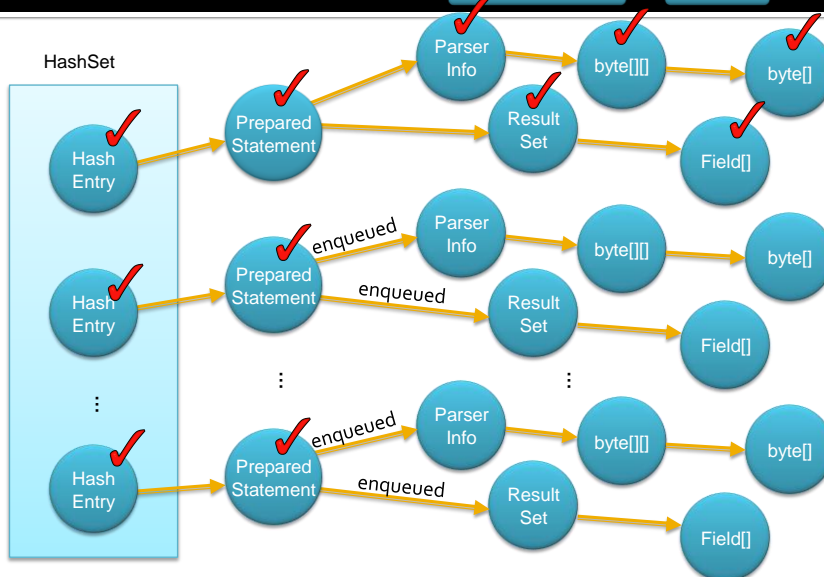 HashSet
Parser
Info
byte[][]
byte[]
Prepared
Statement
Result
Set
Hash
Entry
Field[]
enqueued
Parser
Info
byte[][]
byte[]
Prepared
Statement
enqueued
Hash
Entry
Result
Set
Field[]
⋮
⋮
⋮
enqueued
Parser
Info
byte[][]
byte[]
Prepared
Statement
enqueued
Hash
Entry
Result
Set
Field[]